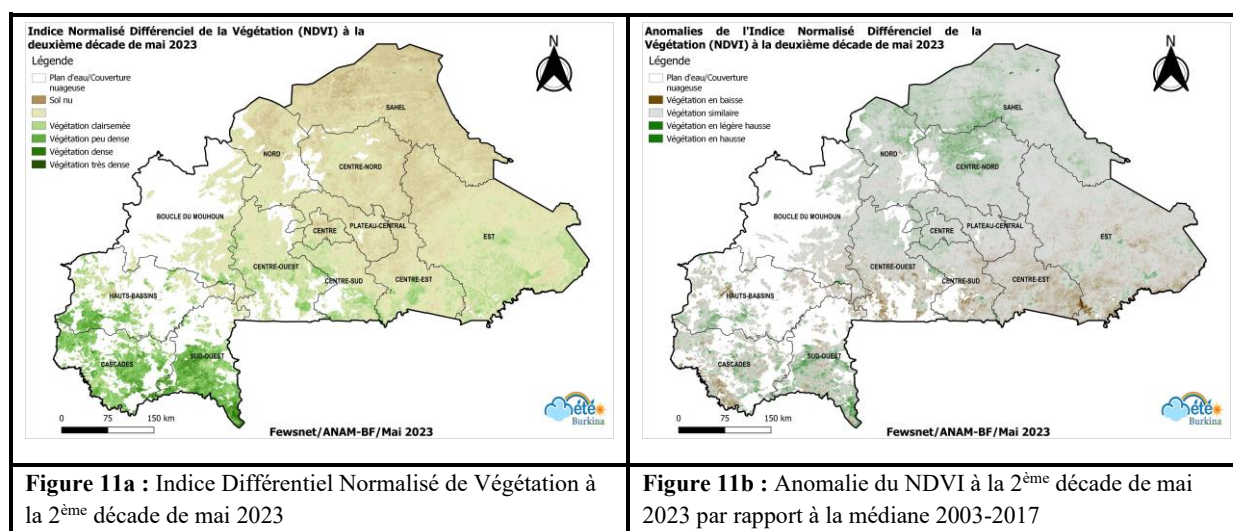 Indice Normalisé Différenciel de la Végétation (NDVI) à la
deuxième décade de mai 2023
Légende
Plan d'eau/Couverture
nuageuse
Sol nu
Végétation clairsemée
Végétation peu dense
Végétation dense
Végétation très dense
N
SAHEL
NORD
CENTRE-NORD
BOUCLE DU MOUHOUN
CENTRE
PLATEAU-CENTRAL
EST
CENTRE-OUEST
CENTRE-SUD
CENTRE-EST
HAUTS-BASSINS
CASCADES
SUD-OUEST
0 75 150 km
Fewsnet/ANAM-BF/Mai 2023
été
Burkina
Anomalies de l'Indice Normalisé Différenciel de la
Végétation (NDVI) à la deuxième décade de mai 2023
Légende
Plan d'eau/Couverture
nuageuse
Végétation en baisse
Végétation similaire
Végétation en légère hausse
Végétation en hausse
N
SAHEL
NORD
CENTRE-NORD
BOUCLE DU MOUHOUN
CENTRE
PLATEAU-CENTRAL
EST
CENTRE-OUEST
CENTRE-SUD
CENTRE-EST
HAUTS-BASSINS
CASCADES
SUD-OUEST
0 75 150 km
Fewsnet/ANAM-BF/Mai 2023
été
Burkina
Figure 11a : Indice Différentiel Normalisé de Végétation à
la 2ème décade de mai 2023
Figure 11b : Anomalie du NDVI à la 2ème décade de mai
2023 par rapport à la médiane 2003-2017